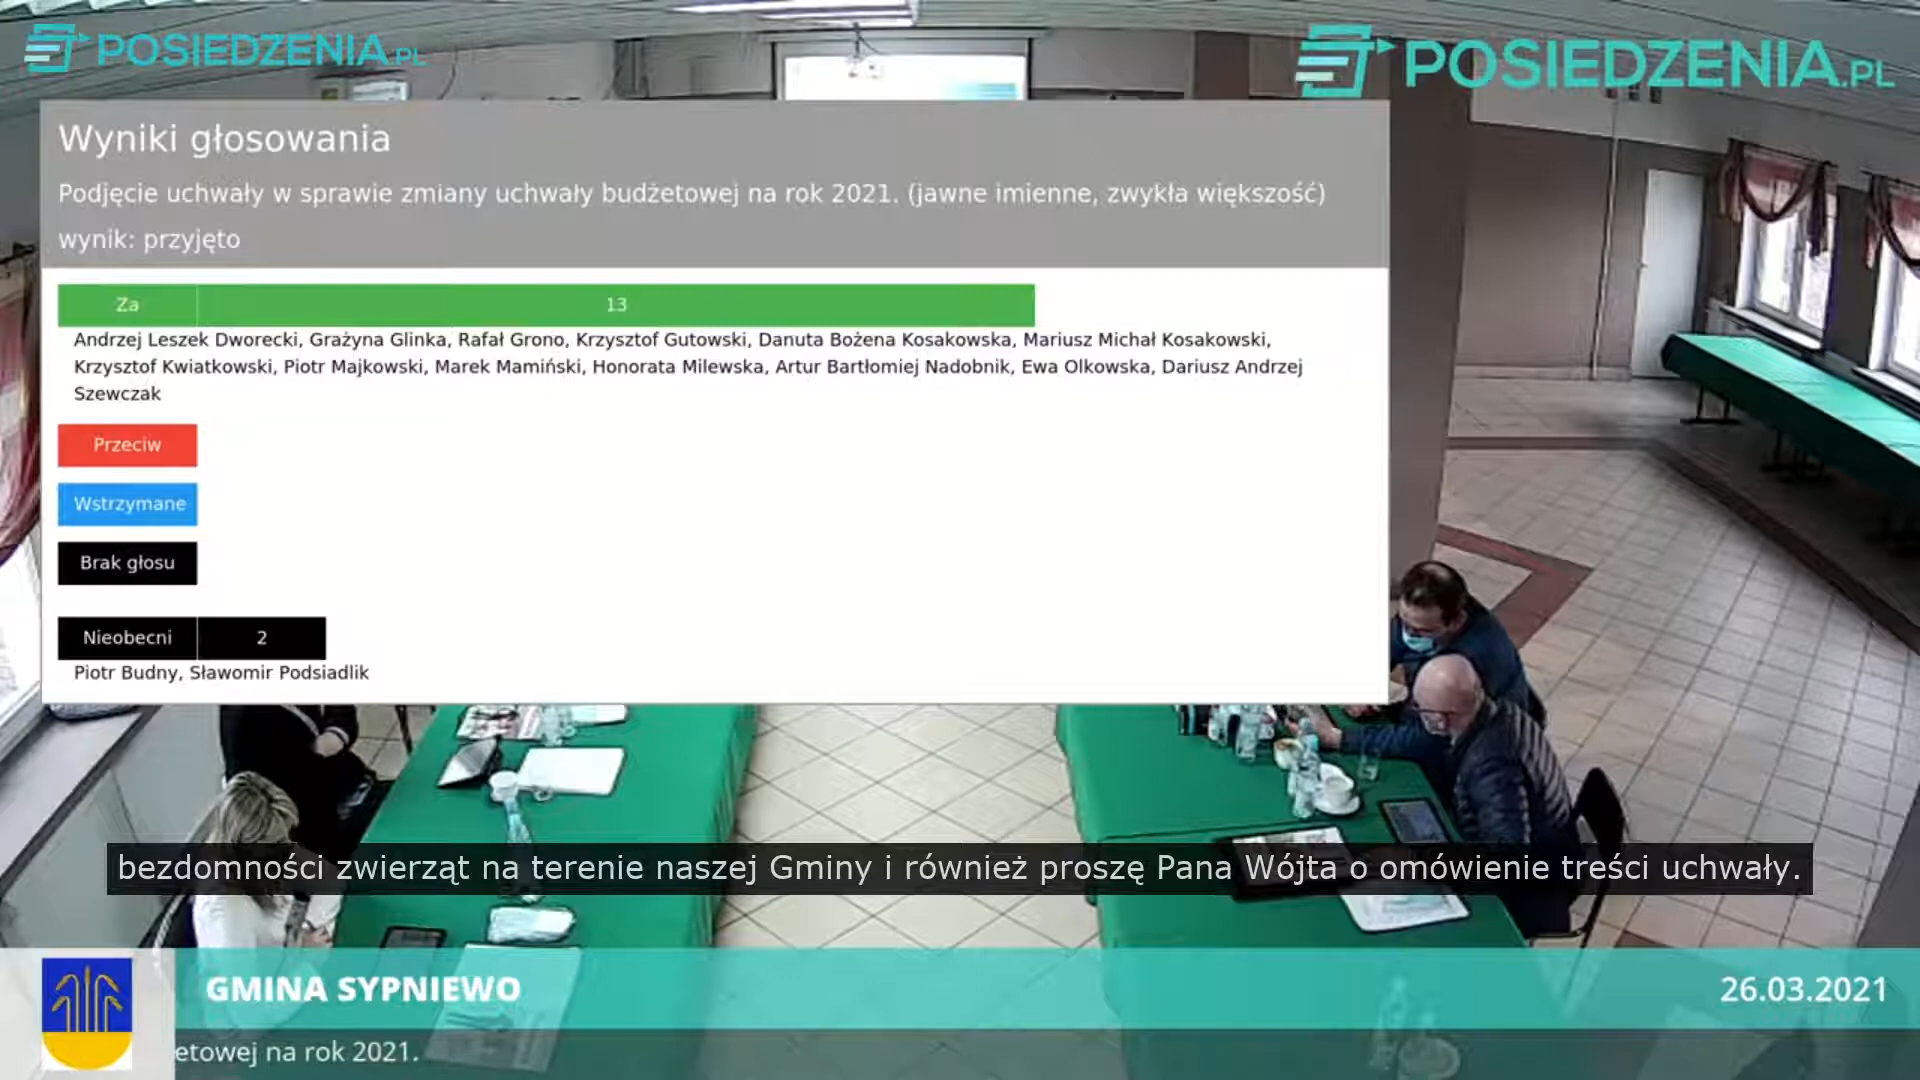 POSIEDZENIA.PL
POSIEDZENIA.PL
Wyniki głosowania
Podjęcie uchwały w sprawie zmiany uchwały budżetowej na rok 2021. (jawne imienne, zwykła większość)
wynik: przyjęto
Za 13
Andrzej Leszek Dworecki, Grażyna Glinka, Rafał Grono, Krzysztof Gutowski, Danuta Bożena Kosakowska, Mariusz Michał Kosakowski,
Krzysztof Kwiatkowski, Piotr Majkowski, Marek Mamiński, Honorata Milewska, Artur Bartłomiej Nadobnik, Ewa Olkowska, Dariusz Andrzej
Szewczak
Przeciw
Wstrzymane
Brak głosu
Nieobecni 2
Piotr Budny, Sławomir Podsiadlik
bezdomności zwierząt na terenie naszej Gminy i również proszę Pana Wójta o omówienie treści uchwały.
GMINA SYPNIEWO
26.03.2021
etowej na rok 2021.